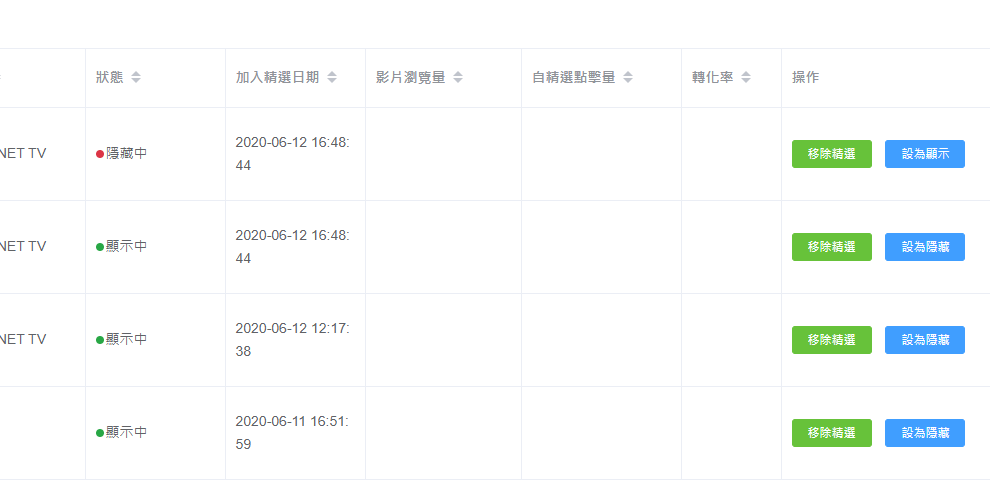 狀態 加入精選日期 影片瀏覽量 自精選點擊量 轉化率 操作
NET TV 隱藏中 2020-06-12 16:48:
44 移除精選 設為顯示
NET TV 顯示中 2020-06-12 16:48:
44 移除精選 設為隱藏
NET TV 顯示中 2020-06-12 12:17:
38 移除精選 設為隱藏
顯示中 2020-06-11 16:51:
59 移除精選 設為隱藏